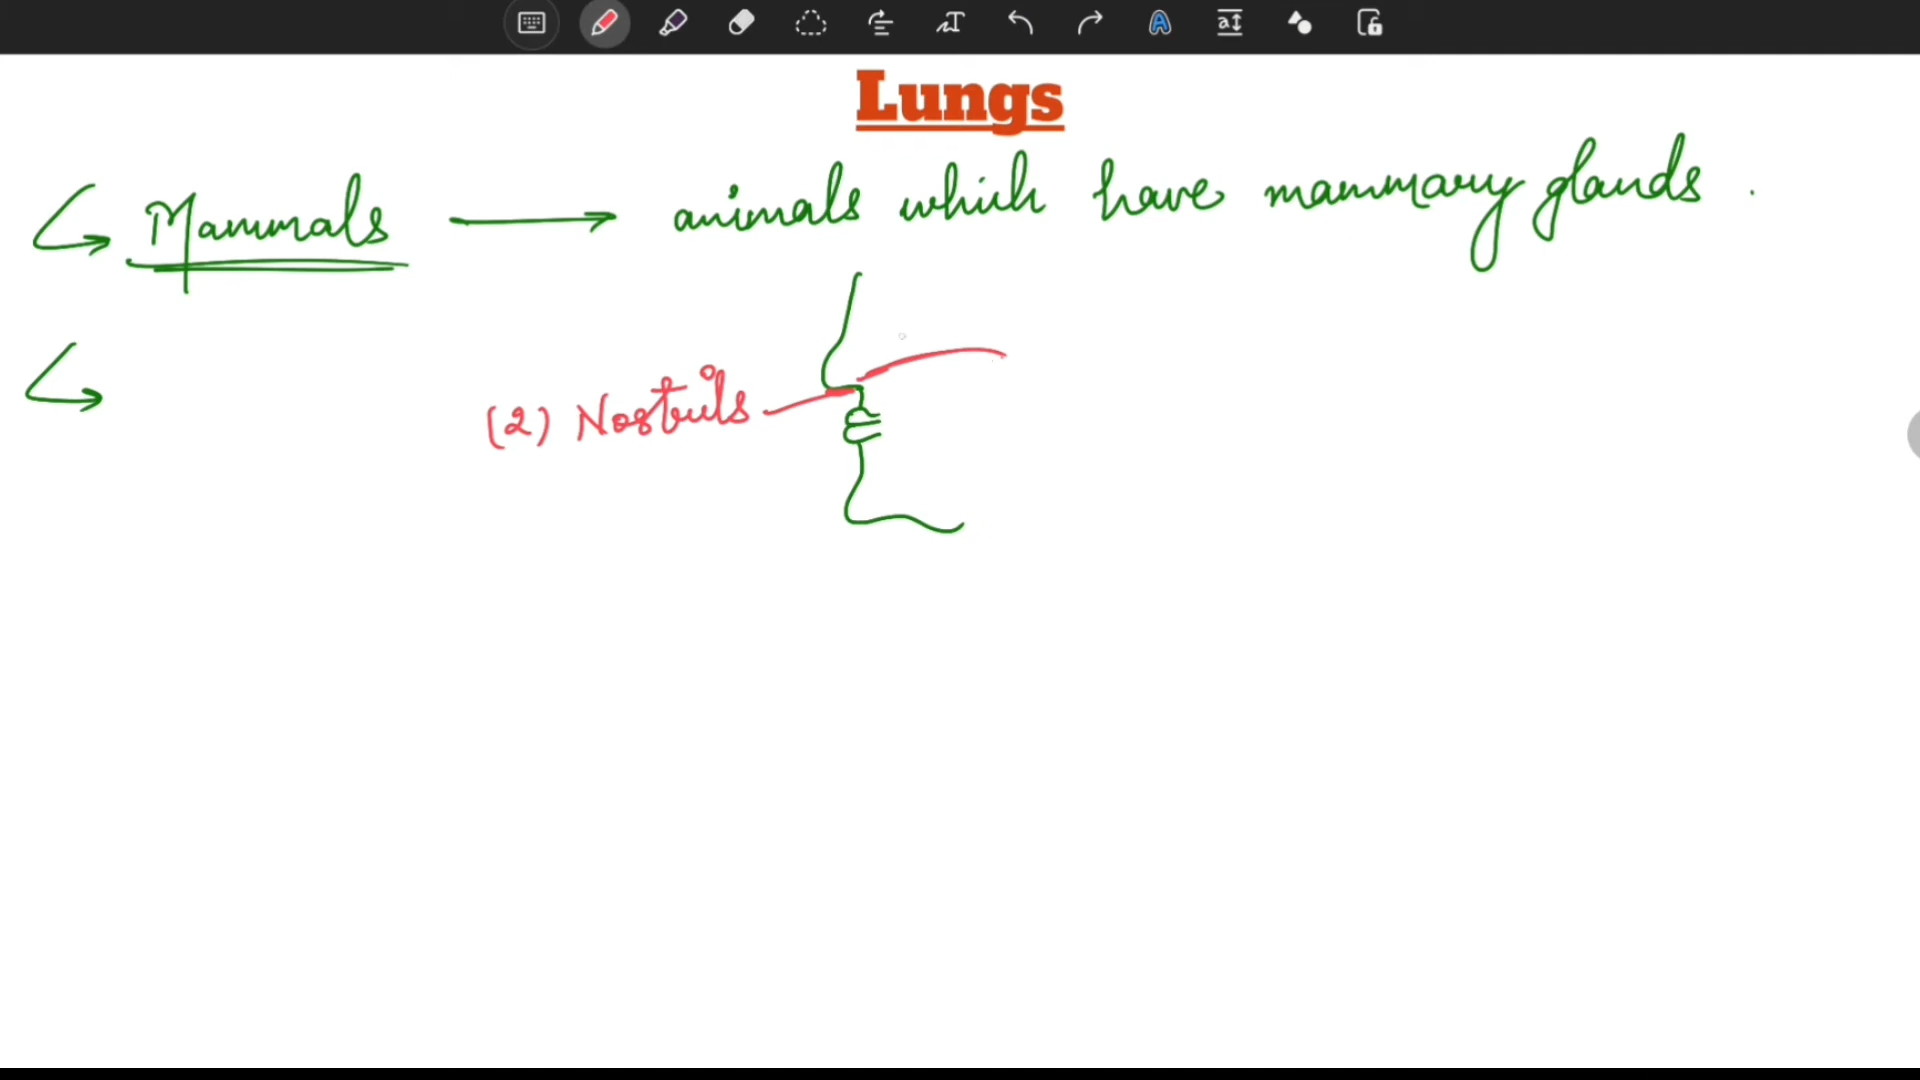 Lungs
Mammals → animals which have mammary glands .
(2) Nostrils